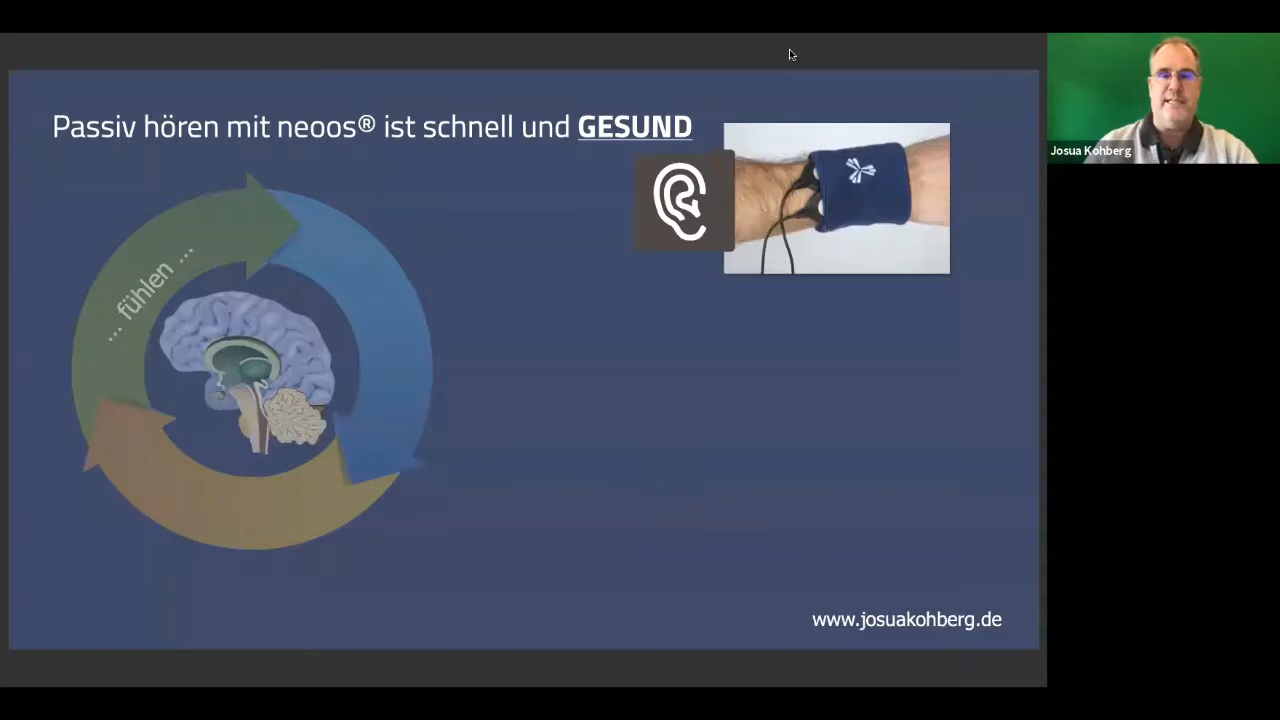 Passiv hören mit neoos® ist schnell und GESUND
Josua Kohberg
... fühlen ...
www.josuakohberg.de